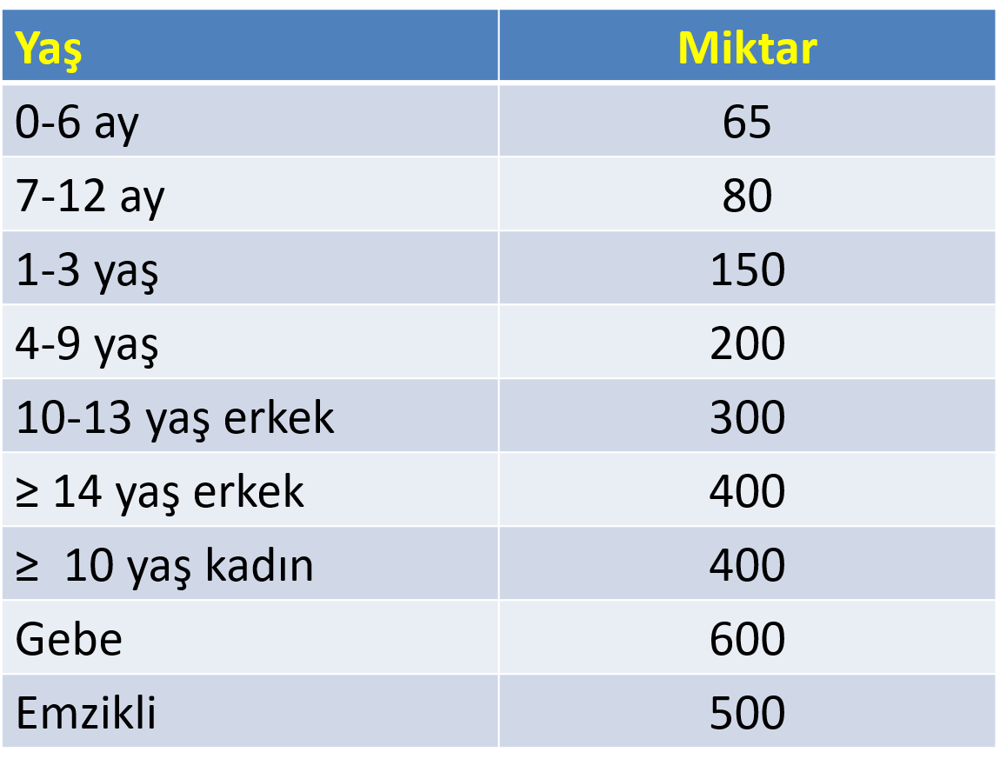 Yaş Miktar
0-6 ay 65
7-12 ay 80
1-3 yaş 150
4-9 yaş 200
10-13 yaş erkek 300
≥ 14 yaş erkek 400
≥  10 yaş kadın 400
Gebe 600
Emzikli 500